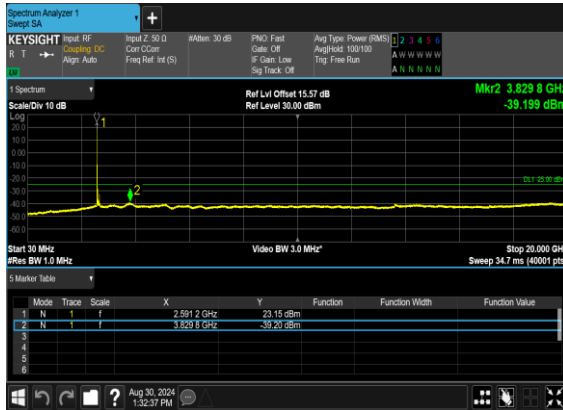 Spectrum Analyzer 1
Swept SA
+
KEYSIGHT Input: RF Input Z: 50 Ω #Atten: 30 dB PNO: Fast Avg Type: Power (RMS) 1 2 3 4 5 6
R T Coupling: DC Corr CCorr Gate: Off Avg|Hold: 100/100 A W W W W W
Align: Auto Freq Ref: Int (S) IF Gain: Low Trig: Free Run
LXI Sig Track: Off A N N N N N
1 Spectrum Mkr2 3.829 8 GHz
Ref Lvl Offset 15.57 dB
Scale/Div 10 dB Ref Level 30.00 dBm -39.199 dBm
Log
20.0
10.0
0.00
-10.0
-20.0
-30.0
-40.0
-50.0
-60.0
1
2
DL1 -25.00 dBm
Start 30 MHz Video BW 3.0 MHz* Stop 20.000 GHz
#Res BW 1.0 MHz Sweep 34.7 ms (40001 pts)
5 Marker Table
Mode Trace Scale X Y Function Function Width Function Value
1 N 1 f 2.591 2 GHz 23.15 dBm
2 N 1 f 3.829 8 GHz -39.20 dBm
3
4
5
6
? Aug 30, 2024
1:32:37 PM